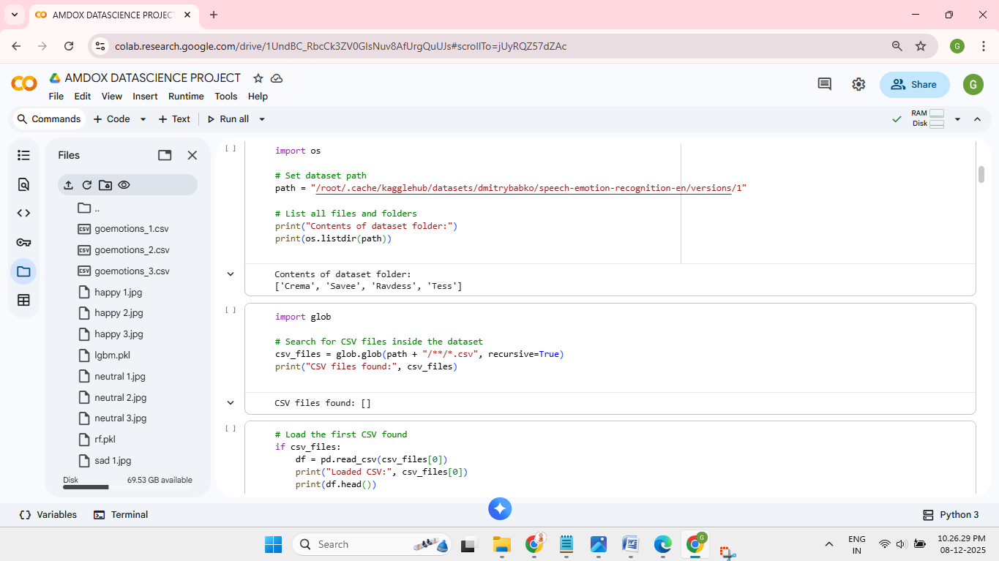 AMDOX DATASCIENCE PROJECT
colab.research.google.com/drive/1UndBC_RbcCk3ZV0GIsNuv8AfUrgQuUJs#scrollTo=jUyRQZ57dZAc
G
AMDOX DATASCIENCE PROJECT
File Edit View Insert Runtime Tools Help
Share
G
Commands + Code + Text Run all
RAM
Disk
Files
..
goemotions_1.csv
goemotions_2.csv
goemotions_3.csv
happy 1.jpg
happy 2.jpg
happy 3.jpg
lgbm.pkl
neutral 1.jpg
neutral 2.jpg
neutral 3.jpg
rf.pkl
sad 1.jpg
Disk 69.53 GB available
[ ] import os
# Set dataset path
path = "/root/.cache/kagglehub/datasets/dmitrybabko/speech-emotion-recognition-en/versions/1"
# List all files and folders
print("Contents of dataset folder:")
print(os.listdir(path))
Contents of dataset folder:
['Crema', 'Savee', 'Ravdess', 'Tess']
[ ] import glob
# Search for CSV files inside the dataset
csv_files = glob.glob(path + "/**/*.csv", recursive=True)
print("CSV files found:", csv_files)
CSV files found: []
[ ] # Load the first CSV found
if csv_files:
df = pd.read_csv(csv_files[0])
print("Loaded CSV:", csv_files[0])
print(df.head())
Variables Terminal
Python 3
Search
ENG
IN
10.26.29 PM
08-12-2025